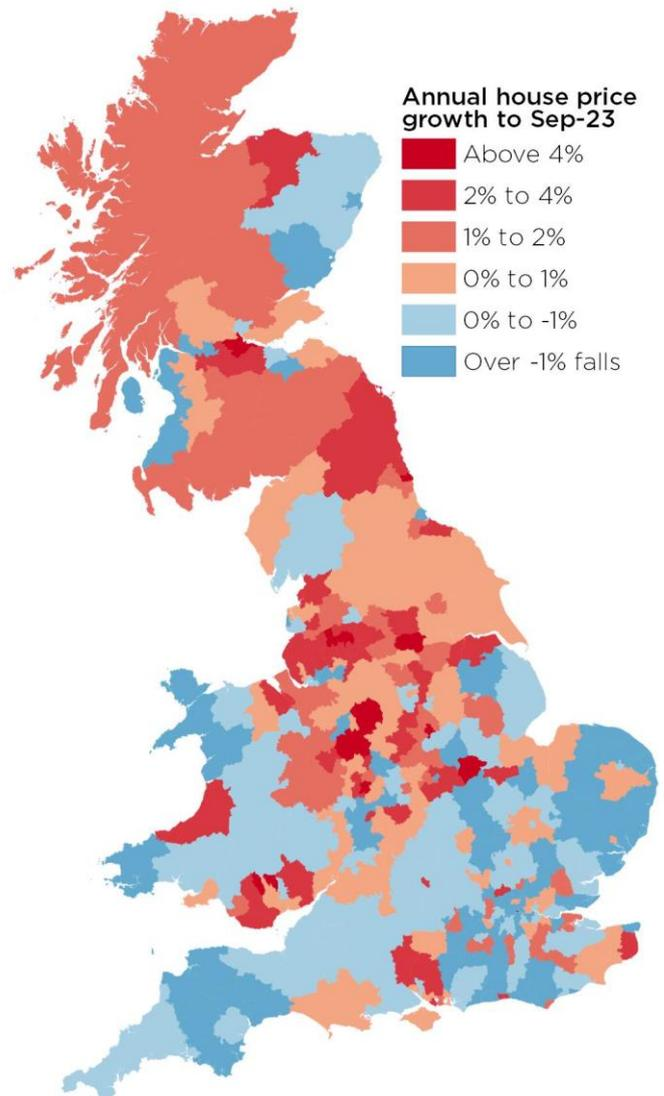 Annual house price
growth to Sep-23
Above 4%
2% to 4%
1% to 2%
0% to 1%
0% to -1%
Over -1% falls